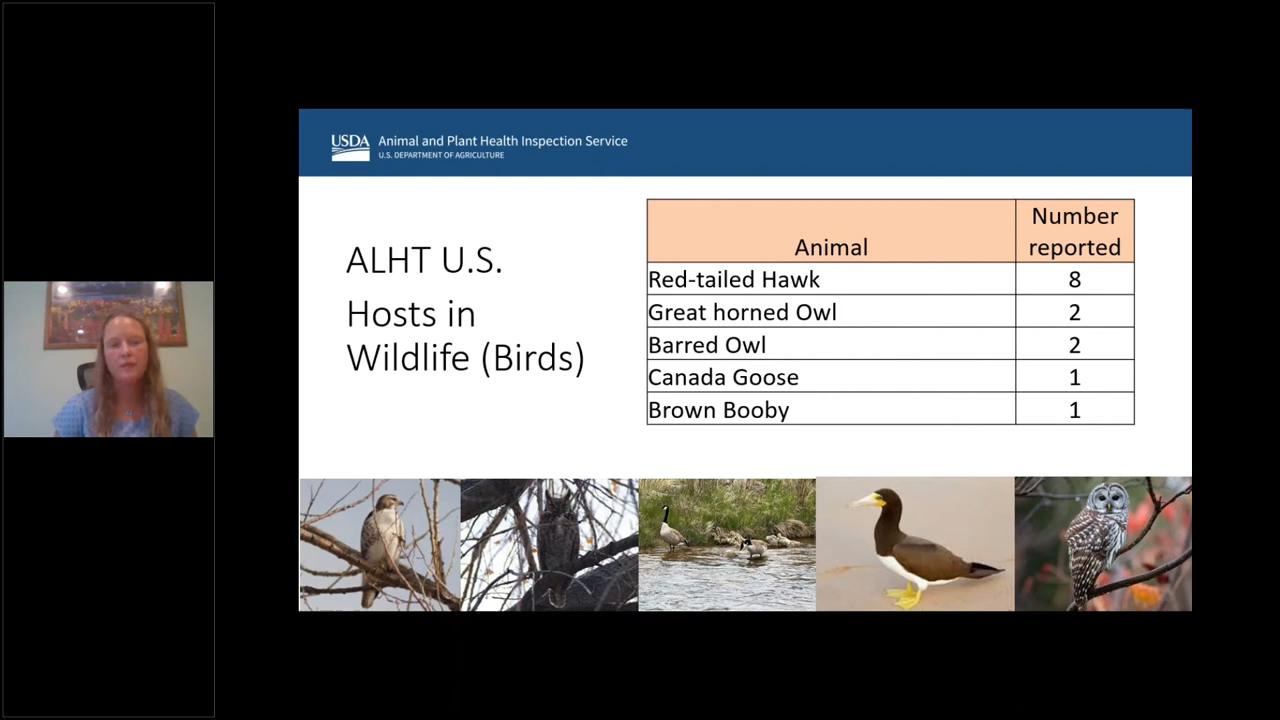 USDA Animal and Plant Health Inspection Service
U.S. DEPARTMENT OF AGRICULTURE
ALHT U.S.
Hosts in
Wildlife (Birds)
Animal Number reported
Red-tailed Hawk 8
Great horned Owl 2
Barred Owl 2
Canada Goose 1
Brown Booby 1